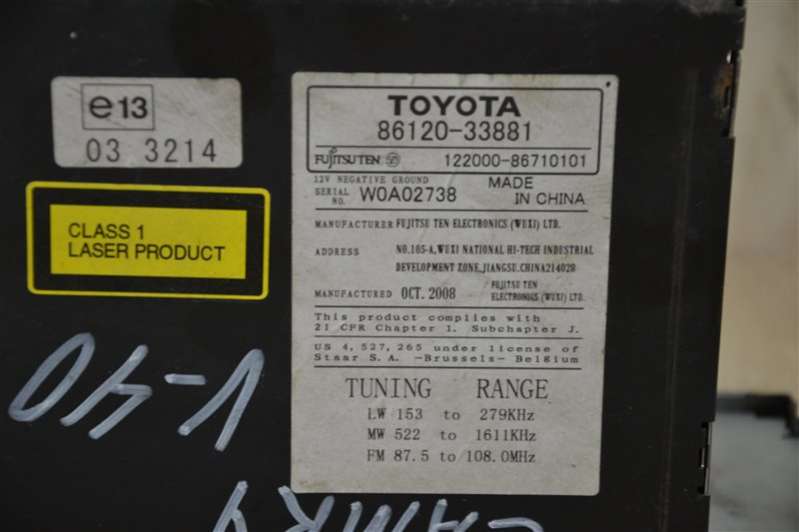 e13
03 3214
CLASS 1
LASER PRODUCT
TOYOTA
86120-33881
FUJITSU TEN 122000-86710101
12V NEGATIVE GROUND
SERIAL NO. W0A02738
MADE IN CHINA
MANUFACTURER FUJITSU TEN ELECTRONICS (WUXI) LTD.
ADDRESS NO.105-A,WUXI NATIONAL HI-TECH INDUSTRIAL
DEVELOPMENT ZONE,JIANGSU,CHINA214028
MANUFACTURED OCT. 2008 FUJITSU TEN
ELECTRONICS (WUXI) LTD.
This product complies with
21 CFR Chapter 1. Subchapter J.
US 4,527,265 under license of
Staar S.A. -Brussels- Belgium
TUNING RANGE
LW 153 to 279KHz
MW 522 to 1611KHz
FM 87.5 to 108.0MHz
V-40
CAMRY